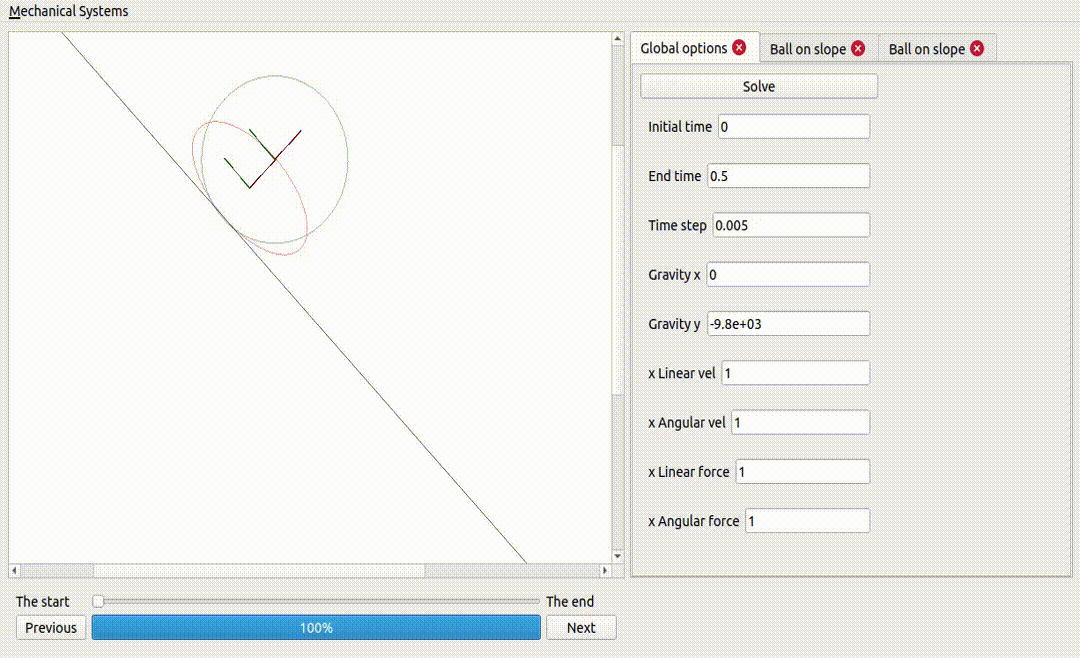 Mechanical Systems
Global options
Ball on slope
Ball on slope
Solve
Initial time 0
End time 0.5
Time step 0.005
Gravity x 0
Gravity y -9.8e+03
x Linear vel 1
x Angular vel 1
x Linear force 1
x Angular force 1
The start
The end
Previous
100%
Next